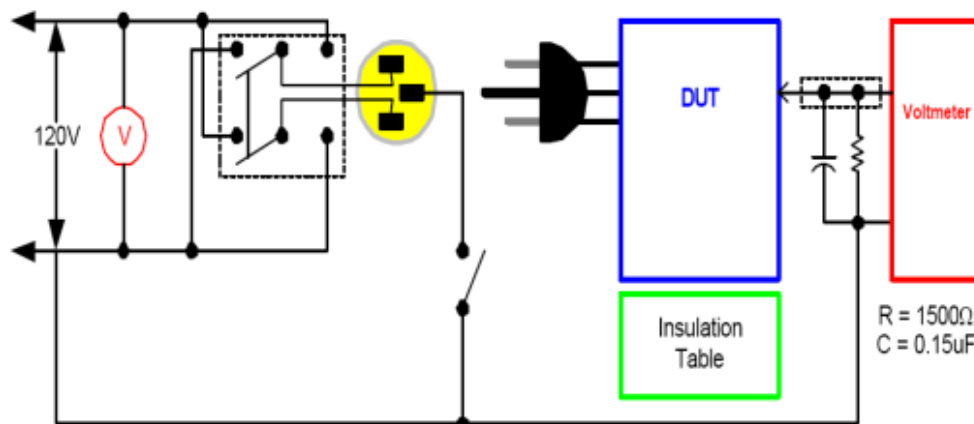 120V
V
DUT
Voltmeter
Insulation
Table
R = 1500Ω
C = 0.15uF